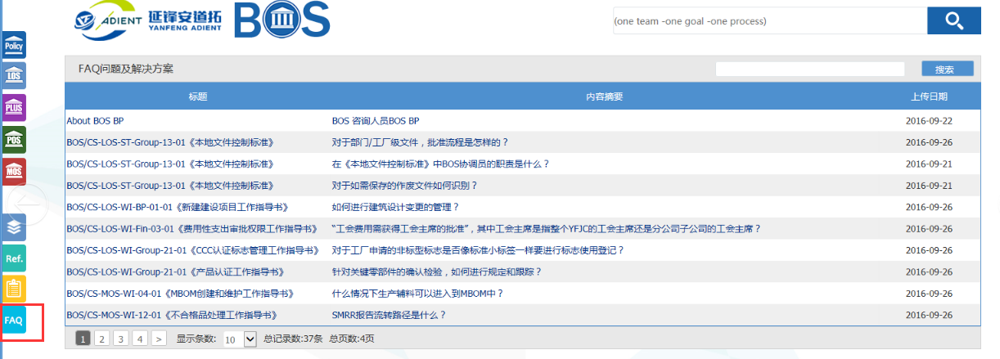 ADIENT 延锋安道拓 YANFENG ADIENT BOS
(one team -one goal -one process)
Policy
LOS
PLUS
POS
MOS
Ref.
FAQ
FAQ问题及解决方案 搜索
标题 内容摘要 上传日期
About BOS BP BOS 咨询人员BOS BP 2016-09-22
BOS/CS-LOS-ST-Group-13-01《本地文件控制标准》 对于部门/工厂级文件，批准流程是怎样的？ 2016-09-26
BOS/CS-LOS-ST-Group-13-01《本地文件控制标准》 在《本地文件控制标准》中BOS协调员的职责是什么？ 2016-09-21
BOS/CS-LOS-ST-Group-13-01《本地文件控制标准》 对于如需保存的作废文件如何识别？ 2016-09-21
BOS/CS-LOS-WI-BP-01-01《新建建设项目工作指导书》 如何进行建筑设计变更的管理？ 2016-09-26
BOS/CS-LOS-WI-Fin-03-01《费用性支出审批权限工作指导书》 “工会费用需获得工会主席的批准”，其中工会主席是指整个YFJC的工会主席还是分公司子公司的工会主席？ 2016-09-26
BOS/CS-LOS-WI-Group-21-01《CCC认证标志管理工作指导书》 对于工厂申请的非标型标志是否像标准小标签一样要进行标志使用登记？ 2016-09-26
BOS/CS-LOS-WI-Group-21-01《产品认证工作指导书》 针对关键零部件的确认检验，如何进行规定和跟踪？ 2016-09-26
BOS/CS-MOS-WI-04-01《MBOM创建和维护工作指导书》 什么情况下生产辅料可以进入到MBOM中？ 2016-09-26
BOS/CS-MOS-WI-12-01《不合格品处理工作指导书》 SMRR报告流转路径是什么？ 2016-09-26
1 2 3 4 > 显示条数: 10 总记录数:37条 总页数:4页